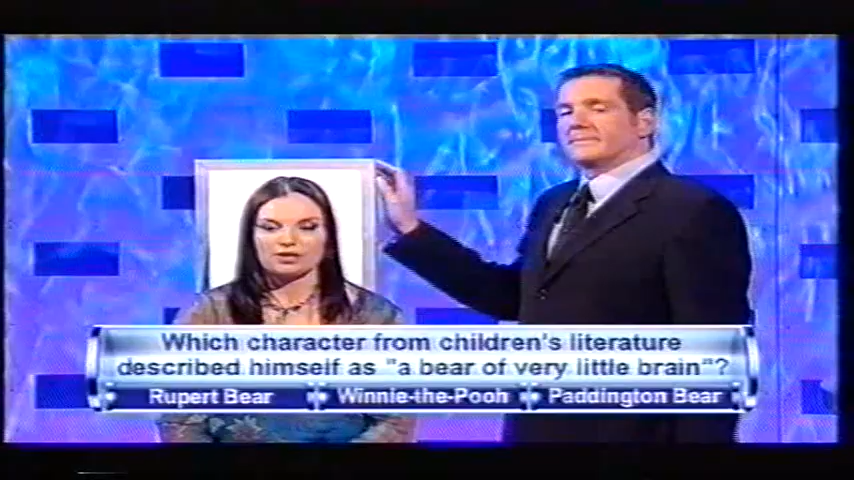 Which character from children's literature
described himself as "a bear of very little brain"?
Rupert Bear Winnie-the-Pooh Paddington Bear